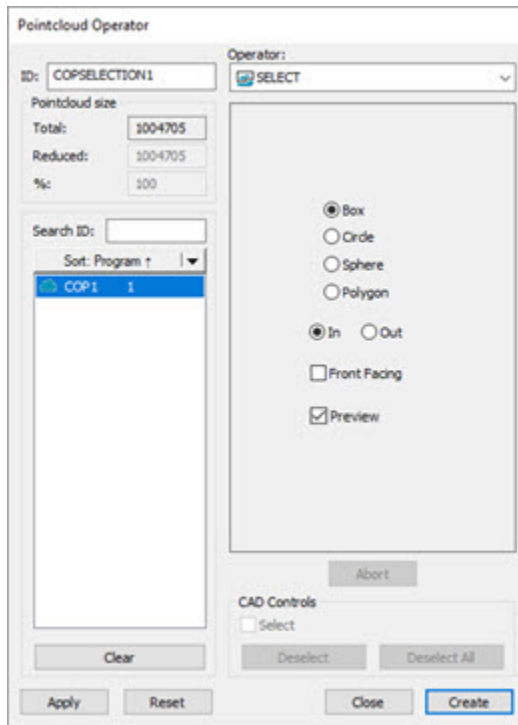 Pointcloud Operator
Operator:
ID: COPSELECTION1
SELECT
Pointcloud size
Total: 1004705
Reduced: 1004705
%: 100
Search ID:
Sort: Program ↑
COP1 1
Box
Circle
Sphere
Polygon
In Out
Front Facing
Preview
Abort
CAD Controls
Select
Clear
Deselect Deselect All
Apply Reset Close Create